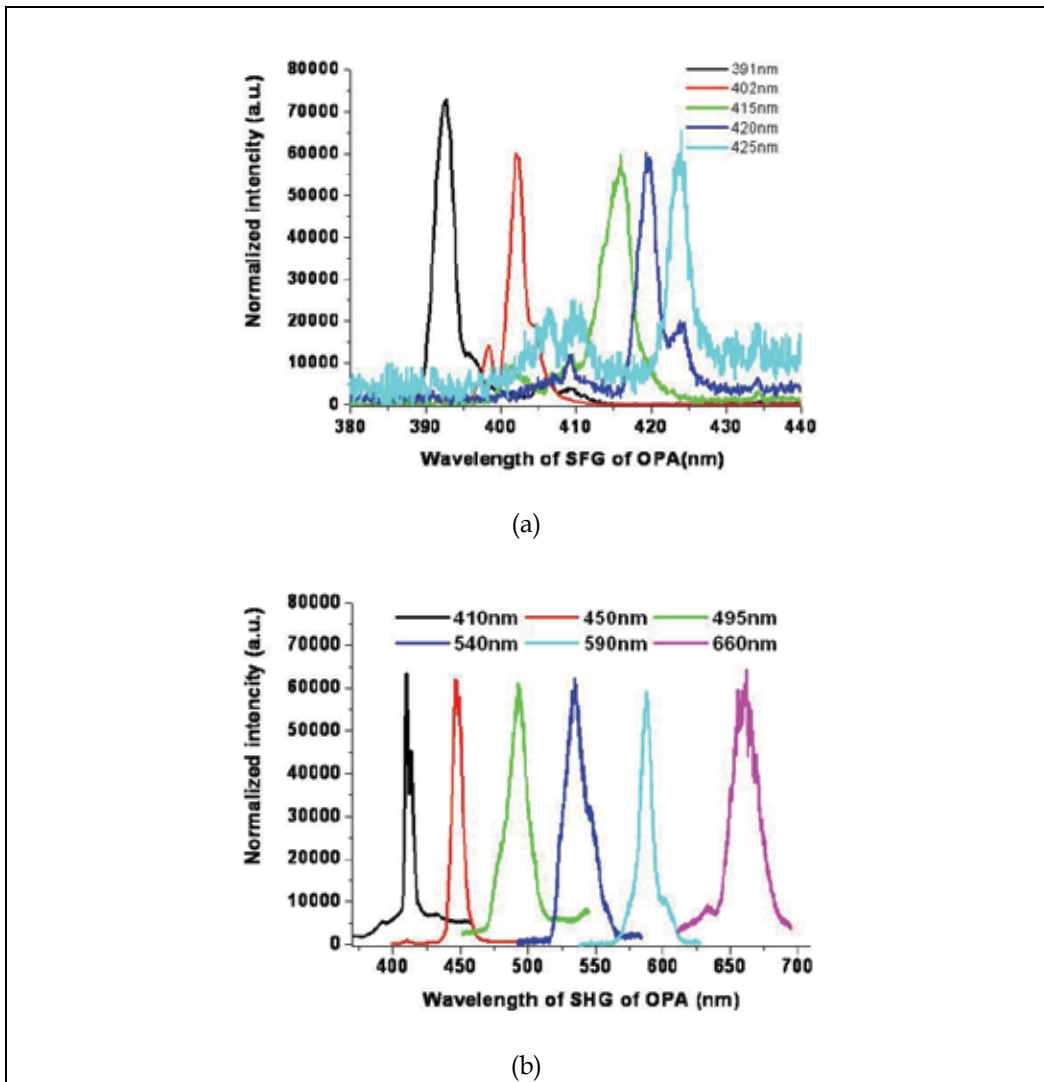 80000
70000
60000
50000
40000
30000
20000
10000
0
Normalized intencity (a.u.)
391nm
402nm
415nm
420nm
425nm
380 390 400 410 420 430 440
Wavelength of SFG of OPA(nm)
(a)
80000
70000
60000
50000
40000
30000
20000
10000
0
Normalized intencity (a.u.)
410nm 450nm 495nm
540nm 590nm 660nm
400 450 500 550 600 650 700
Wavelength of SHG of OPA (nm)
(b)